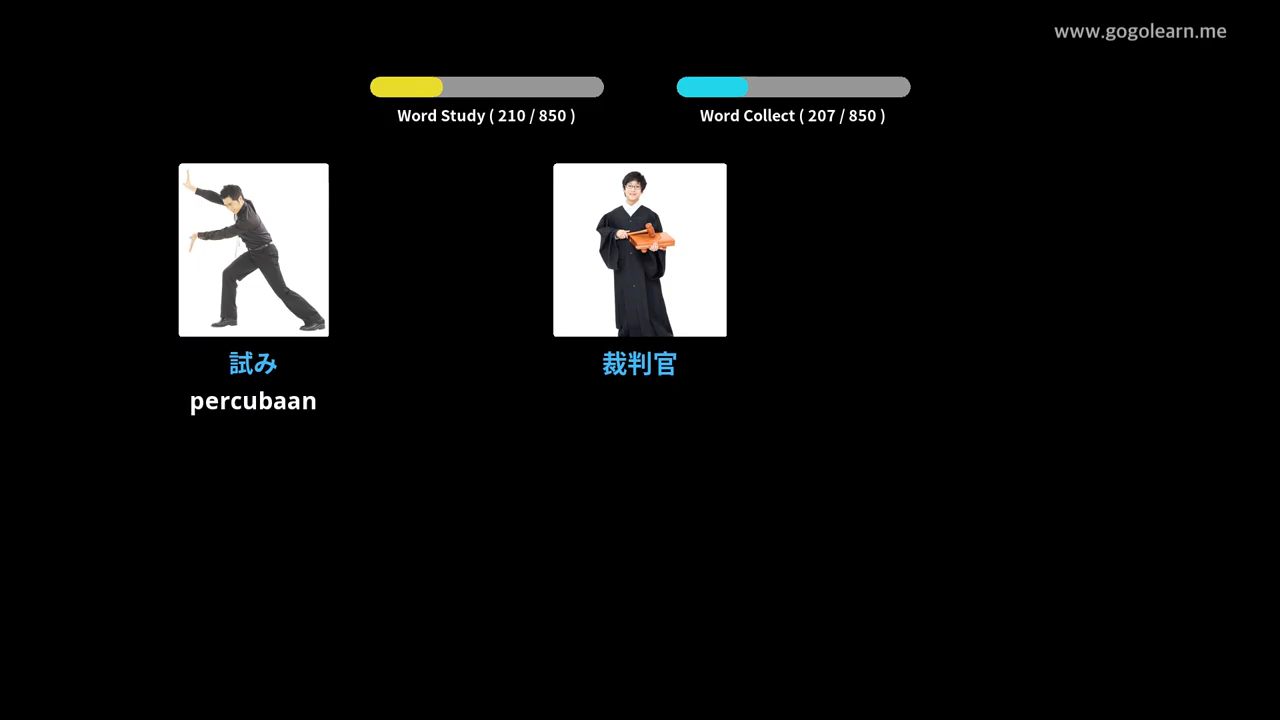 www.gogolearn.me
Word Study ( 210 / 850 )
Word Collect ( 207 / 850 )
試み
percubaan
裁判官